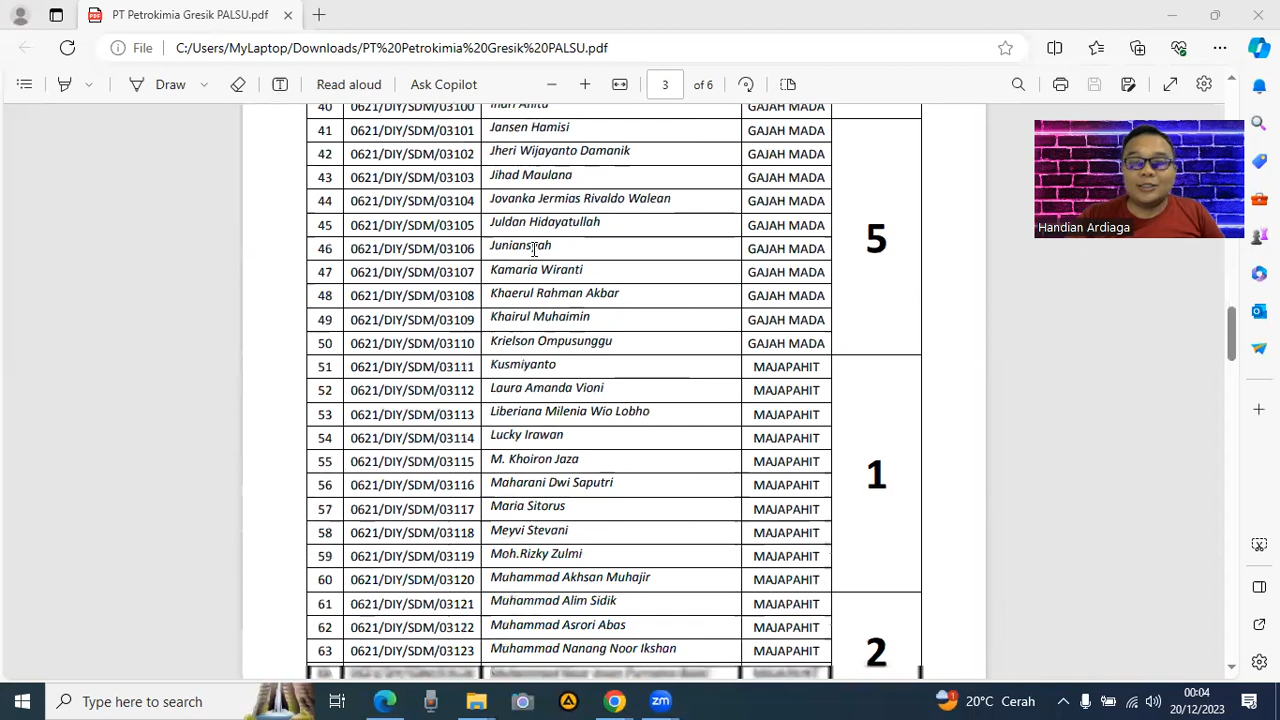 PT Petrokimia Gresik PALSU.pdf
File C:/Users/MyLaptop/Downloads/PT%20Petrokimia%20Gresik%20PALSU.pdf
Draw Read aloud Ask Copilot 3 of 6
40 0621/DIY/SDM/03100 GAJAH MADA
41 0621/DIY/SDM/03101 Jansen Hamisi GAJAH MADA
42 0621/DIY/SDM/03102 Jheri Wijayanto Damanik GAJAH MADA
43 0621/DIY/SDM/03103 Jihad Maulana GAJAH MADA
44 0621/DIY/SDM/03104 Jovanka Jermias Rivaldo Walean GAJAH MADA
45 0621/DIY/SDM/03105 Juldan Hidayatullah GAJAH MADA
5
46 0621/DIY/SDM/03106 GAJAH MADA
47 0621/DIY/SDM/03107 Kamaria Wiranti GAJAH MADA
48 0621/DIY/SDM/03108 Khaerul Rahman Akbar GAJAH MADA
49 0621/DIY/SDM/03109 Khairul Muhaimin GAJAH MADA
50 0621/DIY/SDM/03110 Krielson Ompusunggu GAJAH MADA
51 0621/DIY/SDM/03111 Kusmiyanto MAJAPAHIT
52 0621/DIY/SDM/03112 Laura Amanda Vioni MAJAPAHIT
53 0621/DIY/SDM/03113 Liberiana Milenia Wio Lobho MAJAPAHIT
54 0621/DIY/SDM/03114 Lucky Irawan MAJAPAHIT
55 0621/DIY/SDM/03115 M. Khoiron Jaza MAJAPAHIT
1
56 0621/DIY/SDM/03116 Maharani Dwi Saputri MAJAPAHIT
57 0621/DIY/SDM/03117 Maria Sitorus MAJAPAHIT
58 0621/DIY/SDM/03118 Meyvi Stevani MAJAPAHIT
59 0621/DIY/SDM/03119 Moh.Rizky Zulmi MAJAPAHIT
60 0621/DIY/SDM/03120 Muhammad Akhsan Muhajir MAJAPAHIT
61 0621/DIY/SDM/03121 Muhammad Alim Sidik MAJAPAHIT
62 0621/DIY/SDM/03122 Muhammad Asrori Abas MAJAPAHIT
63 0621/DIY/SDM/03123 Muhammad Nanang Noor Ikshan MAJAPAHIT
2
Handian Ardiaga
Type here to search
20°C Cerah
00:04
20/12/2023